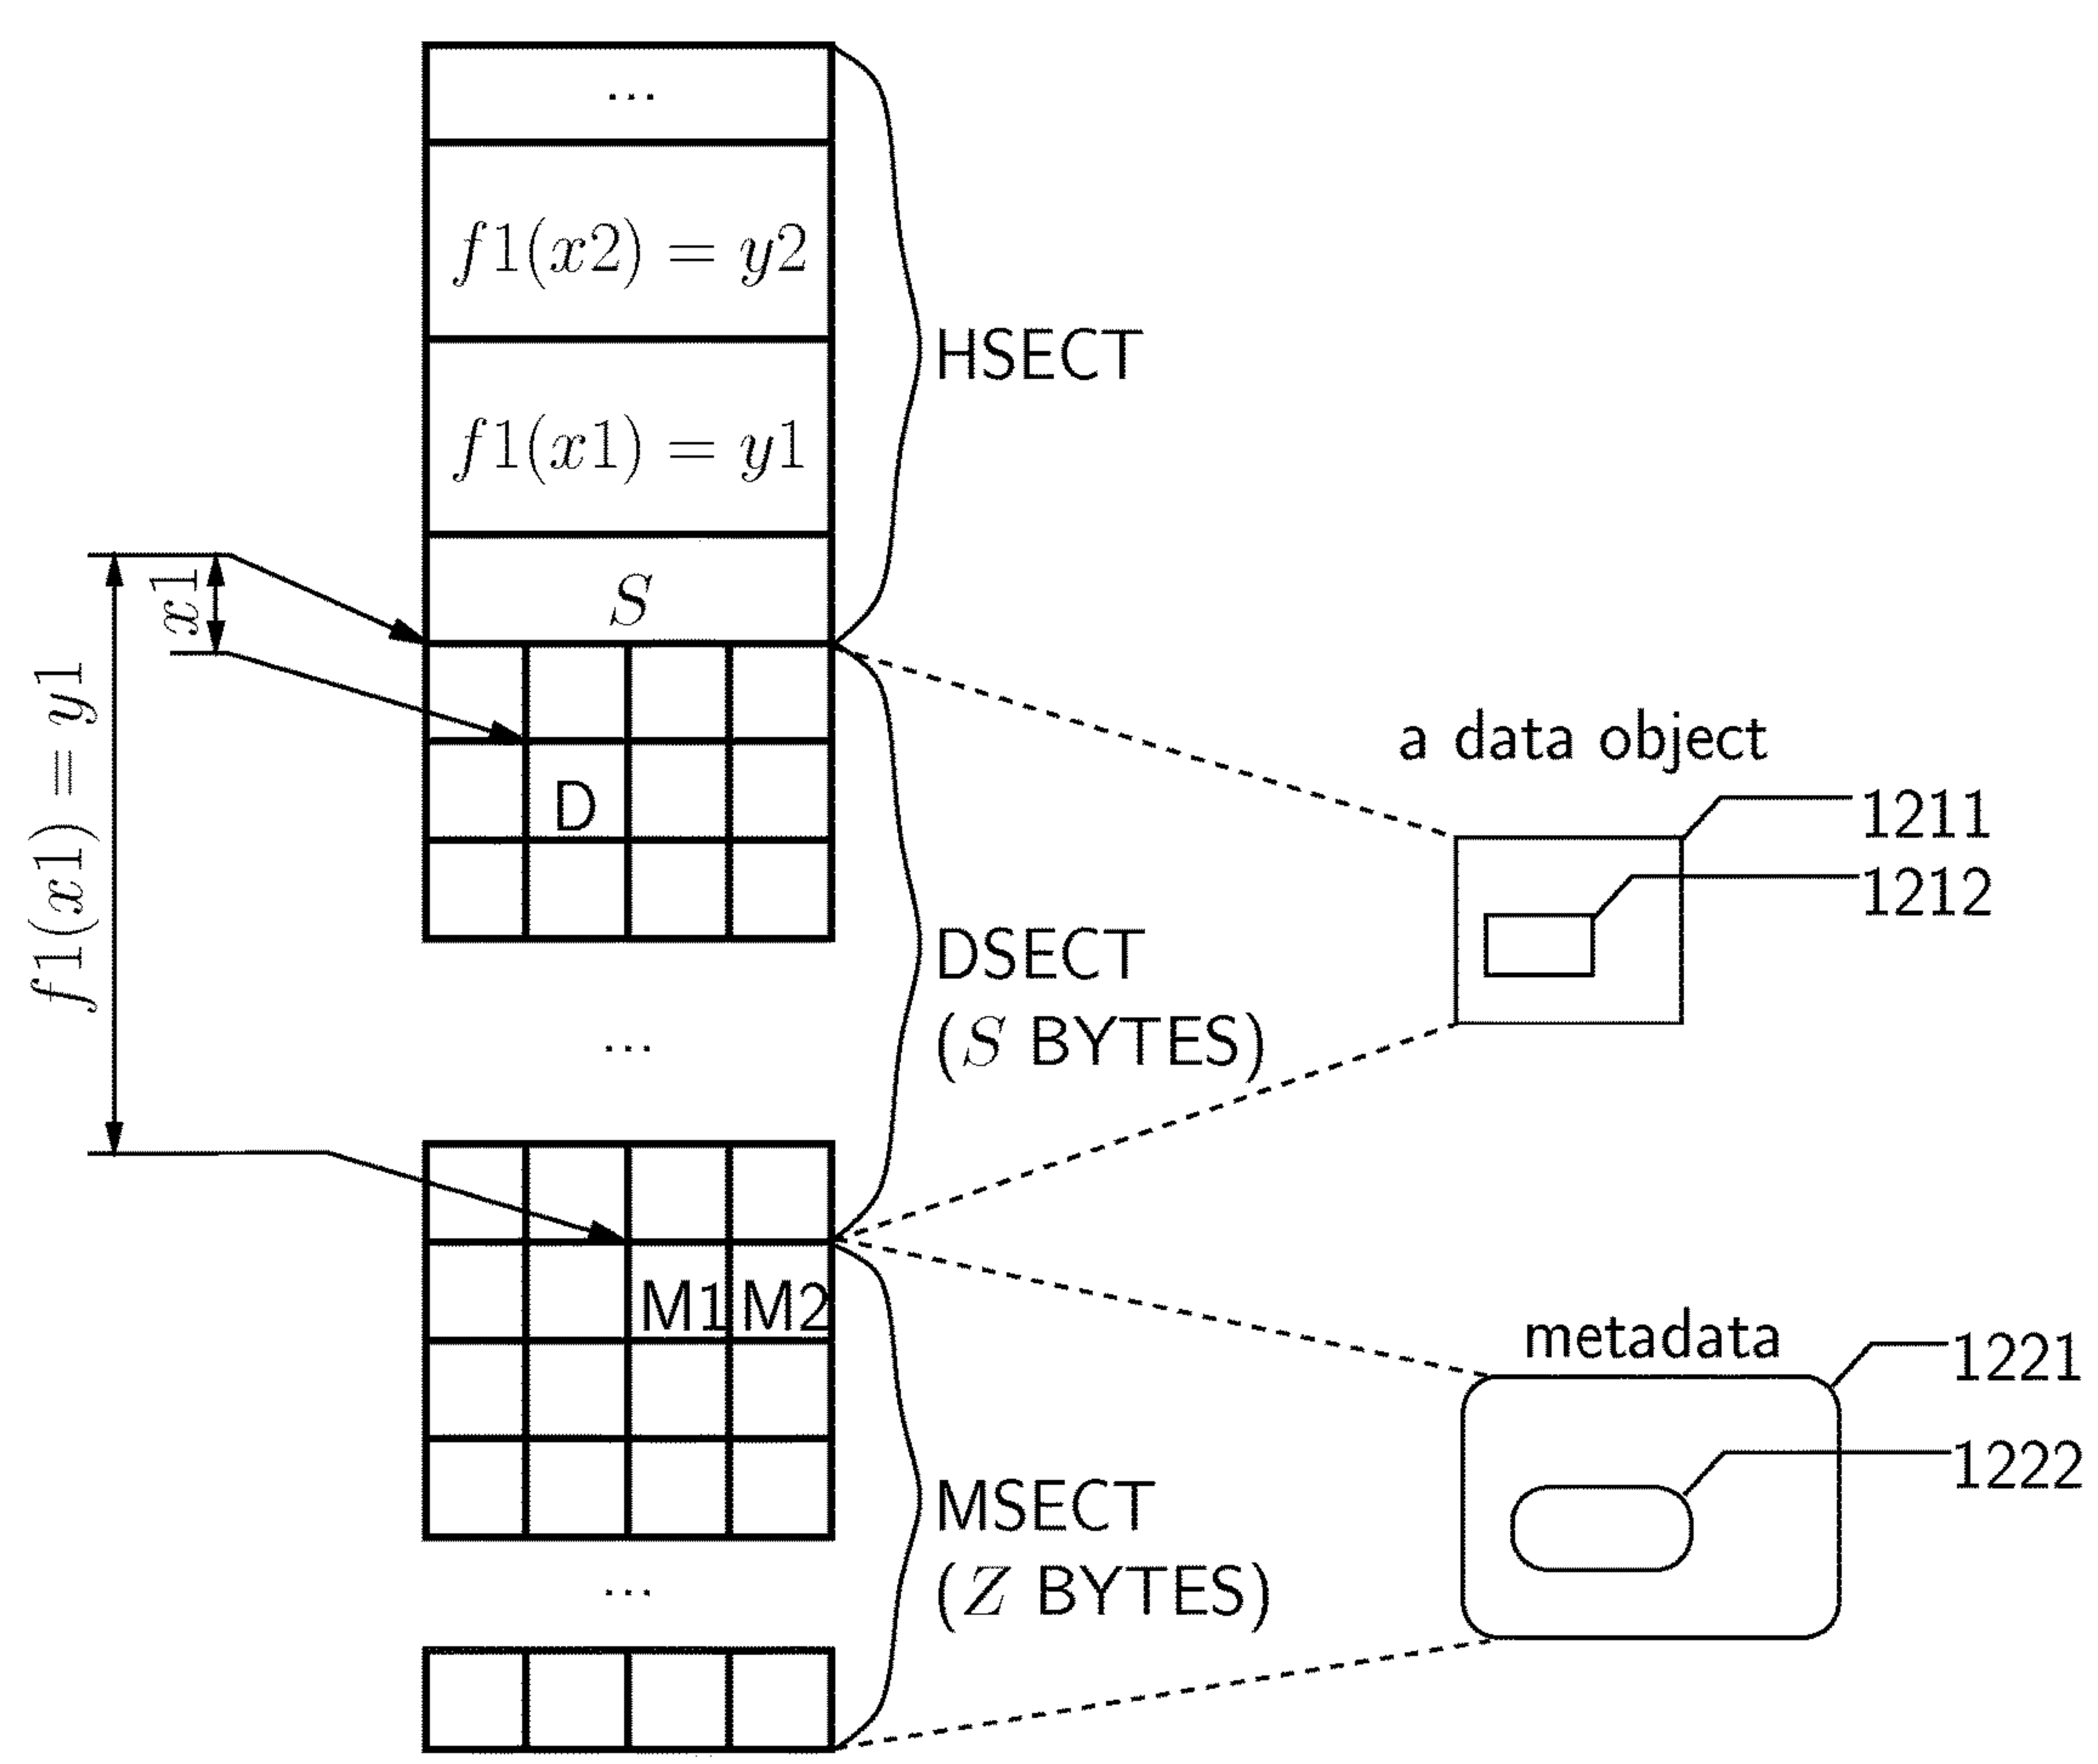 ...
f1(x2) = y2
HSECT
f1(x1) = y1
S
x1
f1(x1) = y1
D
a data object
1211
1212
DSECT
(S BYTES)
...
M1 M2
metadata
1221
1222
MSECT
(Z BYTES)
...